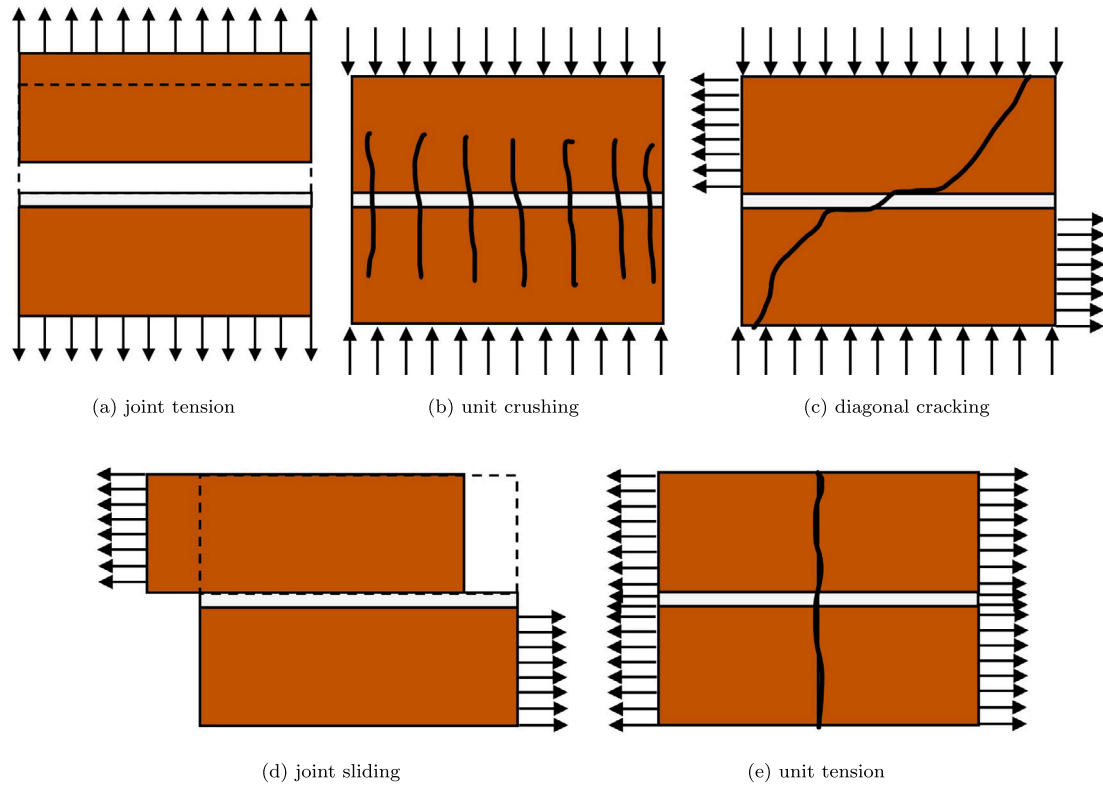 (a) joint tension
(b) unit crushing
(c) diagonal cracking
(d) joint sliding
(e) unit tension